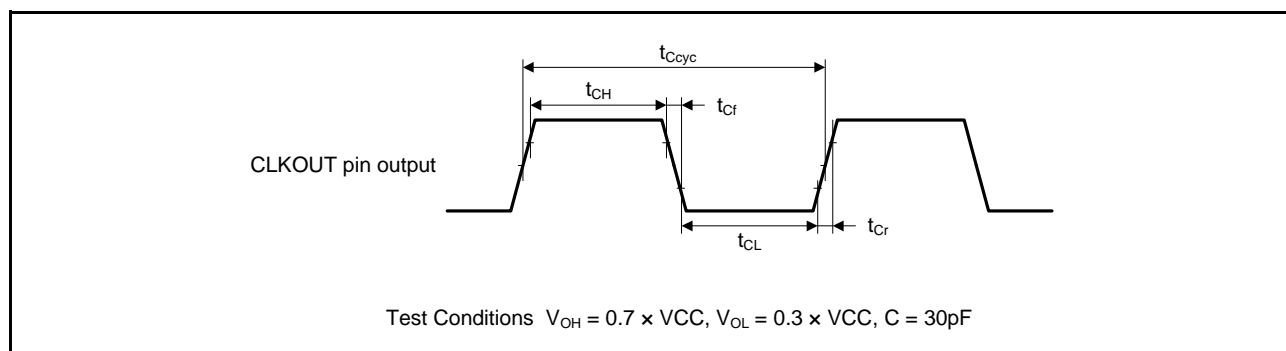 tCcyc
tCH
tCf
CLKOUT pin output
tCL
tCr
Test Conditions VOH = 0.7 × VCC, VOL = 0.3 × VCC, C = 30pF